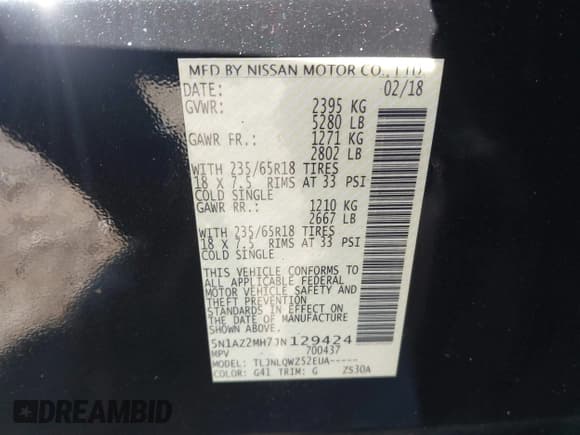 MFD BY NISSAN MOTOR CO., LTD.
DATE: 02/18
GVWR: 2395 KG
5280 LB
GAWR FR.: 1271 KG
2802 LB
WITH 235/65R18 TIRES
18 X 7.5 RIMS AT 33 PSI
COLD SINGLE
GAWR RR.: 1210 KG
2667 LB
WITH 235/65R18 TIRES
18 X 7.5 RIMS AT 33 PSI
COLD SINGLE
THIS VEHICLE CONFORMS TO
ALL APPLICABLE FEDERAL
MOTOR VEHICLE SAFETY AND
THEFT PREVENTION
STANDARDS IN EFFECT ON
THE DATE OF MANUFACTURE
SHOWN ABOVE.
5N1AZ2MH7JN129424
MPV 700437
MODEL: TLJNLQWZ52EUA-----
COLOR: G41 TRIM: G ZS30A
DREAMBID